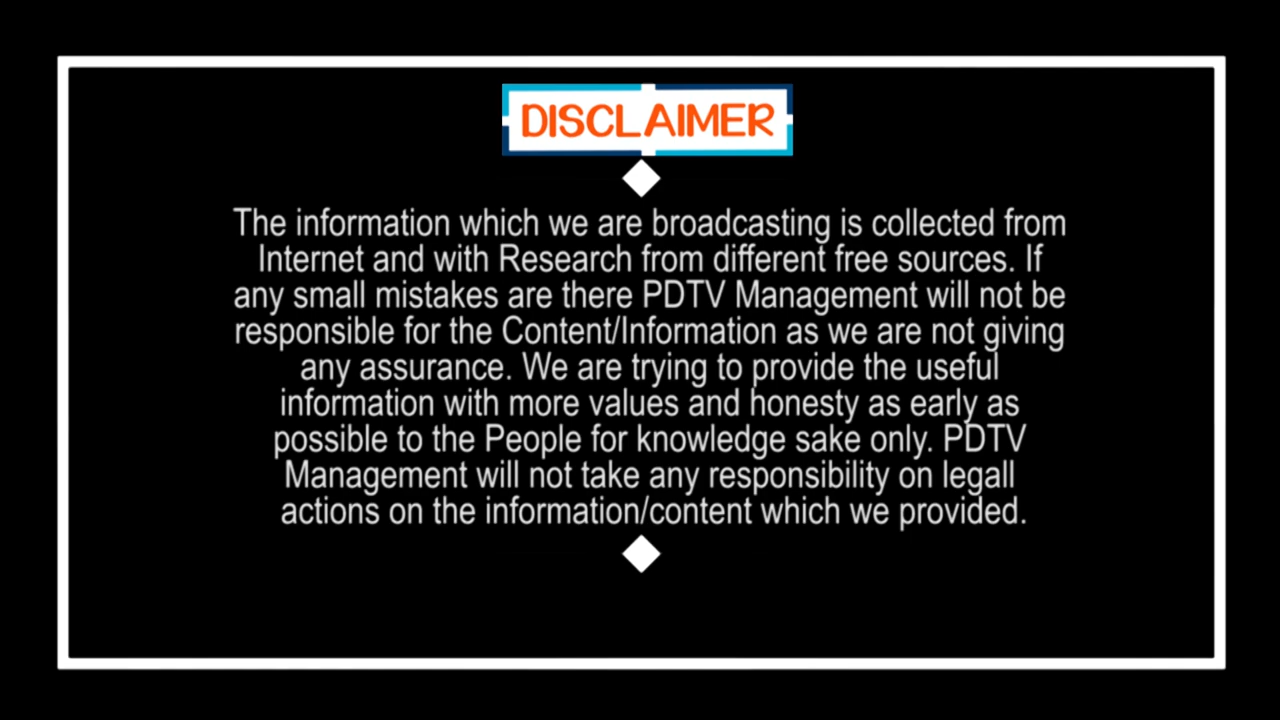 DISCLAIMER
The information which we are broadcasting is collected from
Internet and with Research from different free sources. If
any small mistakes are there PDTV Management will not be
responsible for the Content/Information as we are not giving
any assurance. We are trying to provide the useful
information with more values and honesty as early as
possible to the People for knowledge sake only. PDTV
Management will not take any responsibility on legall
actions on the information/content which we provided.